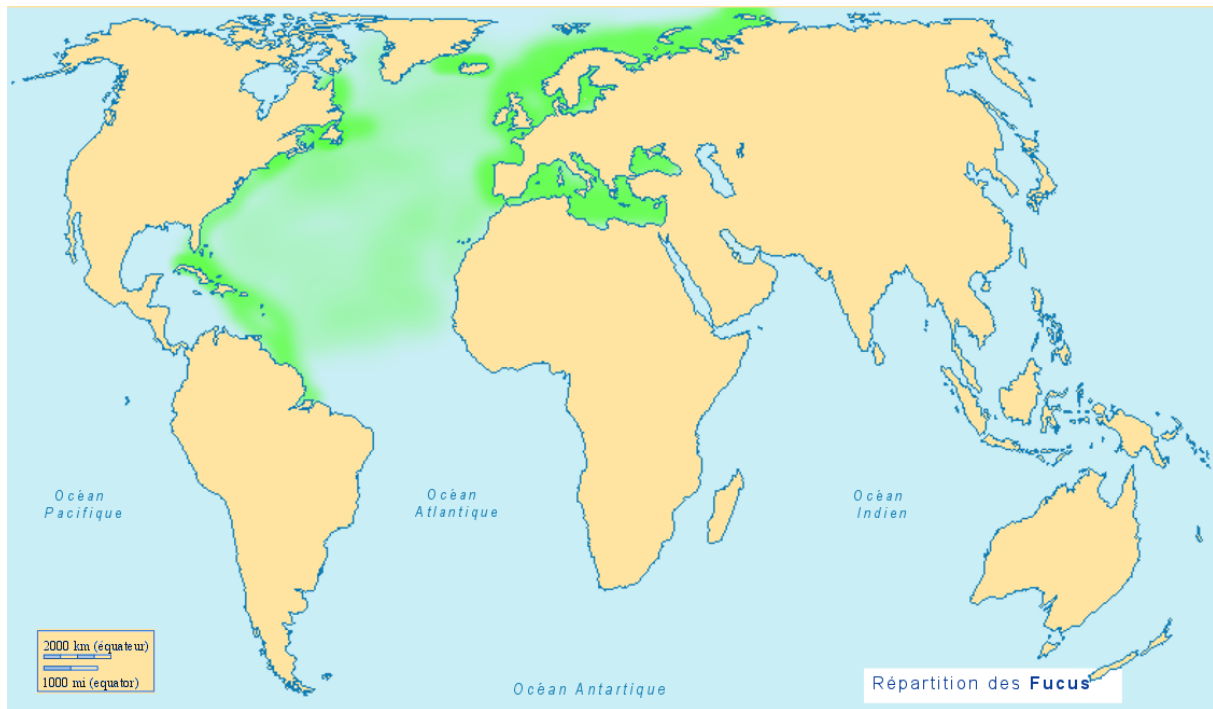 Océan
Pacifique
Océan
Atlantique
Océan
Indien
2000 km (équateur)
1000 mi (equator)
Océan Antartique
Répartition des Fucus